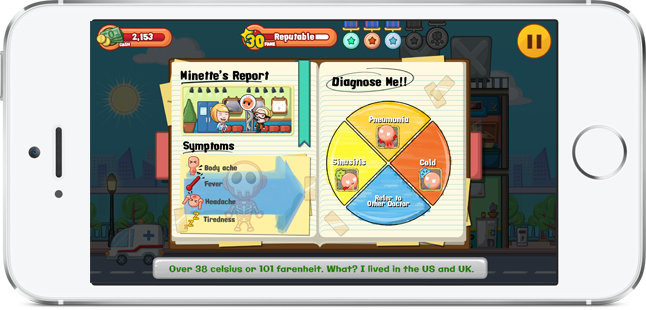 2,153
CASH
30
FAME
Reputable
Minette's Report
Diagnose Me!!
Symptoms
Body ache
Fever
Headache
Tiredness
Pneumonia
Sinusitis
Cold
Refer to
Other Doctor
Over 38 celsius or 101 farenheit. What? I lived in the US and UK.